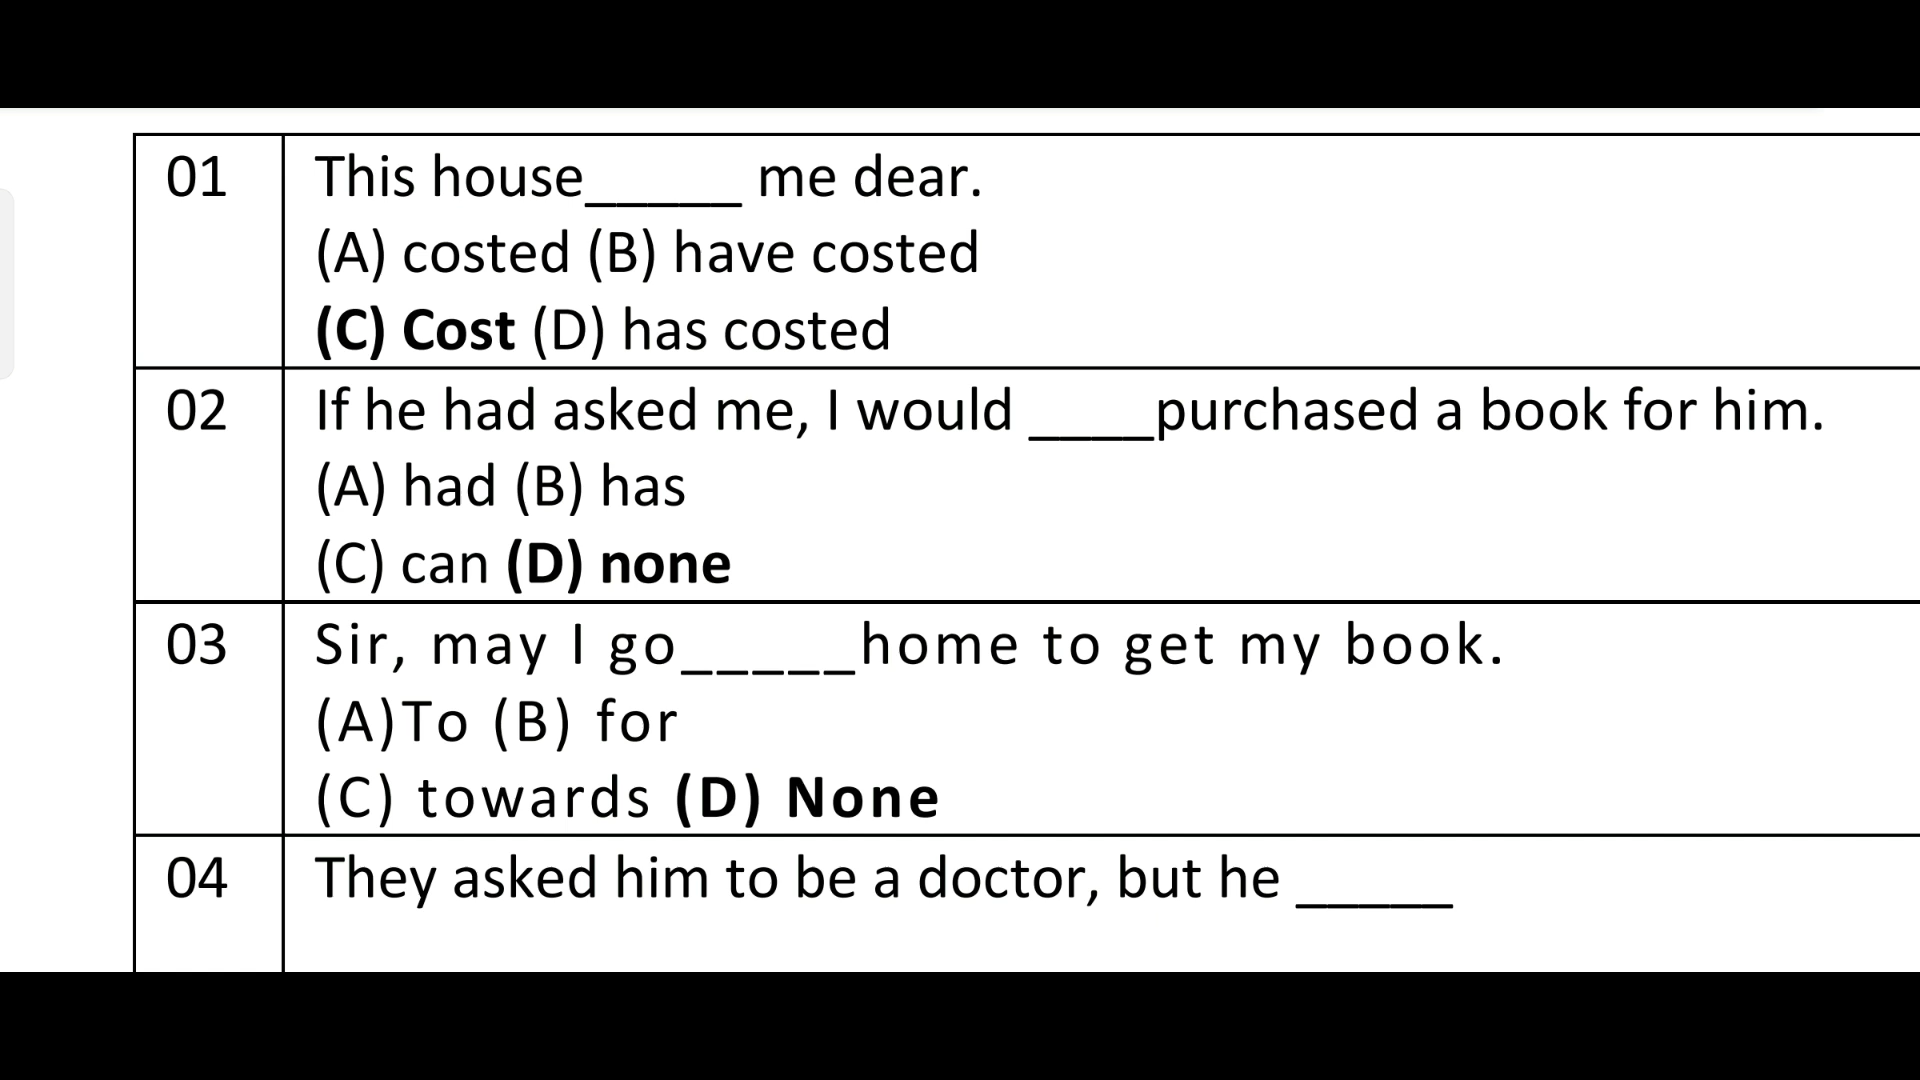 01 This house_____ me dear.
(A) costed (B) have costed
(C) Cost (D) has costed
02 If he had asked me, I would ____purchased a book for him.
(A) had (B) has
(C) can (D) none
03 Sir, may I go_____home to get my book.
(A)To (B) for
(C) towards (D) None
04 They asked him to be a doctor, but he _____